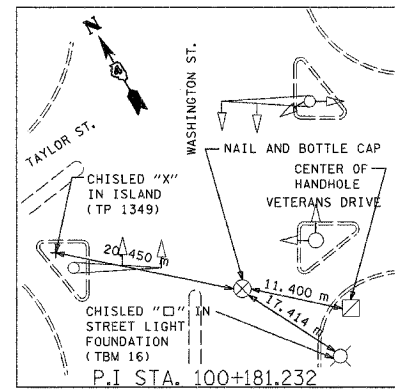 N
WASHINGTON ST.
TAYLOR ST.
NAIL AND BOTTLE CAP
CENTER OF
HANDHOLE
VETERANS DRIVE
CHISLED "X"
IN ISLAND
(TP 1349)
20.450 m
11.400 m
17.414 m
CHISLED "□" IN
STREET LIGHT
FOUNDATION
(TBM 16)
P.I STA. 100+181.232